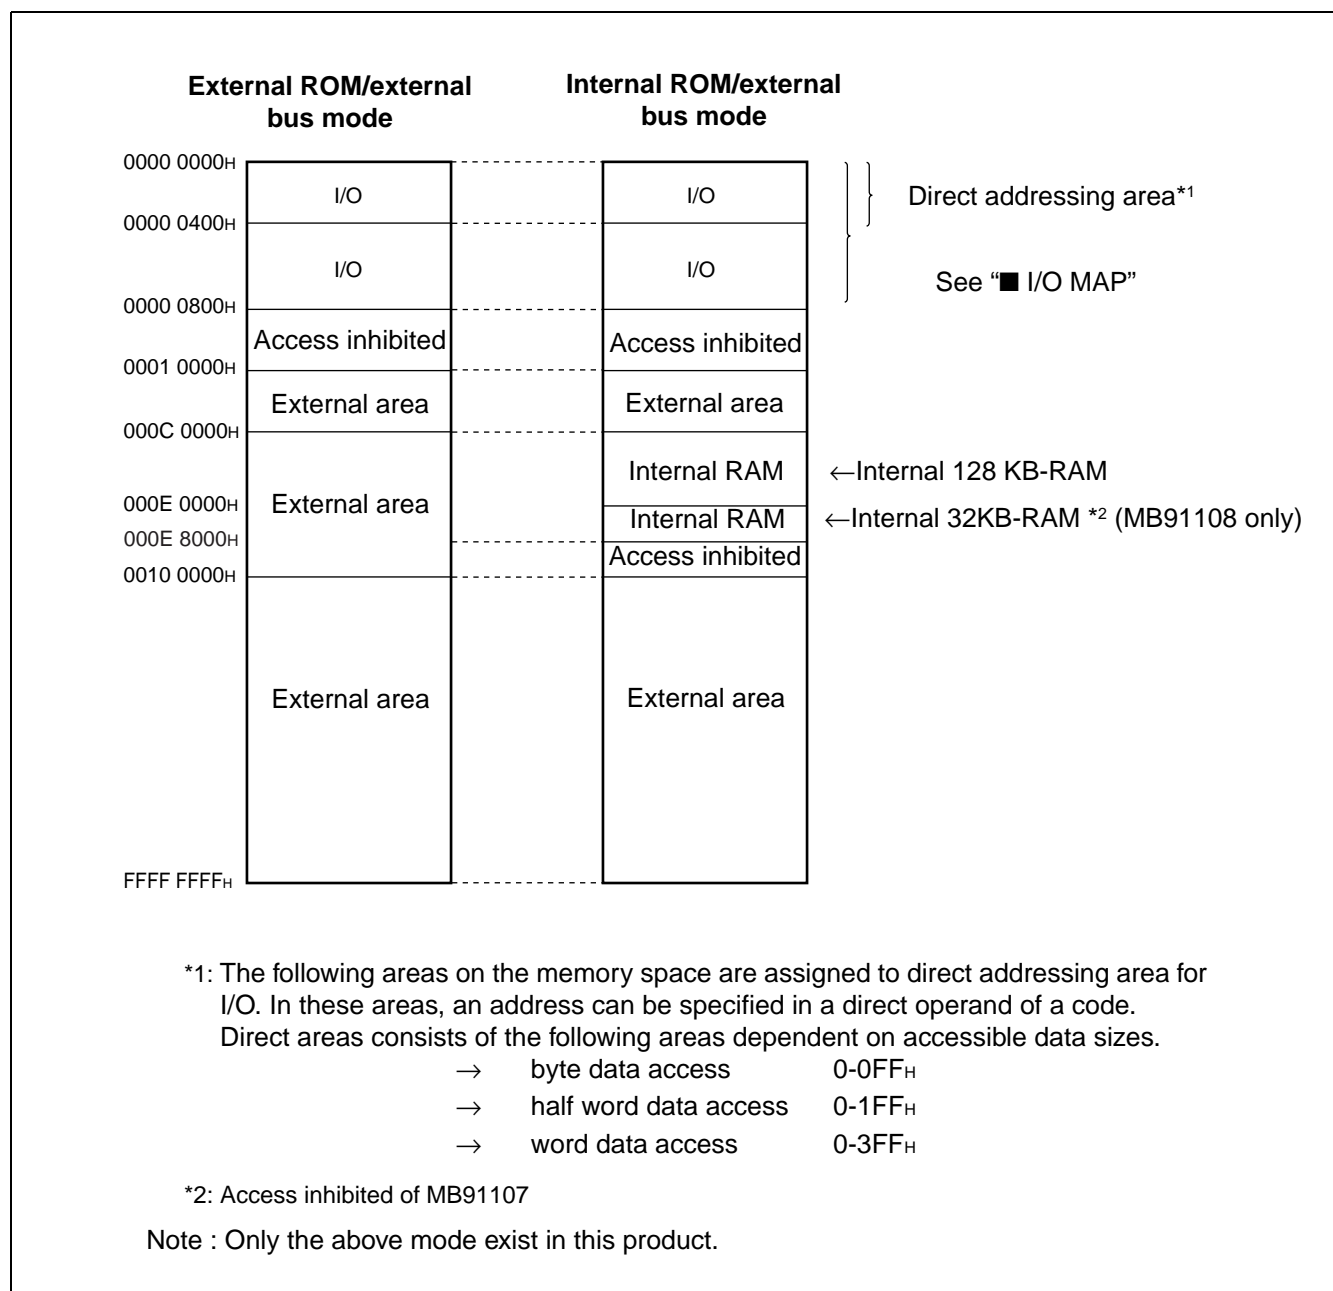 External ROM/external
bus mode
Internal ROM/external
bus mode
0000 0000H
I/O
I/O
Direct addressing area*1
0000 0400H
I/O
I/O
See “■ I/O MAP”
0000 0800H
Access inhibited
Access inhibited
0001 0000H
External area
External area
000C 0000H
Internal RAM
←Internal 128 KB-RAM
000E 0000H
External area
Internal RAM
←Internal 32KB-RAM *2 (MB91108 only)
000E 8000H
Access inhibited
0010 0000H
External area
External area
FFFF FFFFH
*1: The following areas on the memory space are assigned to direct addressing area for
I/O. In these areas, an address can be specified in a direct operand of a code.
Direct areas consists of the following areas dependent on accessible data sizes.
→ byte data access 0-0FFH
→ half word data access 0-1FFH
→ word data access 0-3FFH
*2: Access inhibited of MB91107
Note : Only the above mode exist in this product.